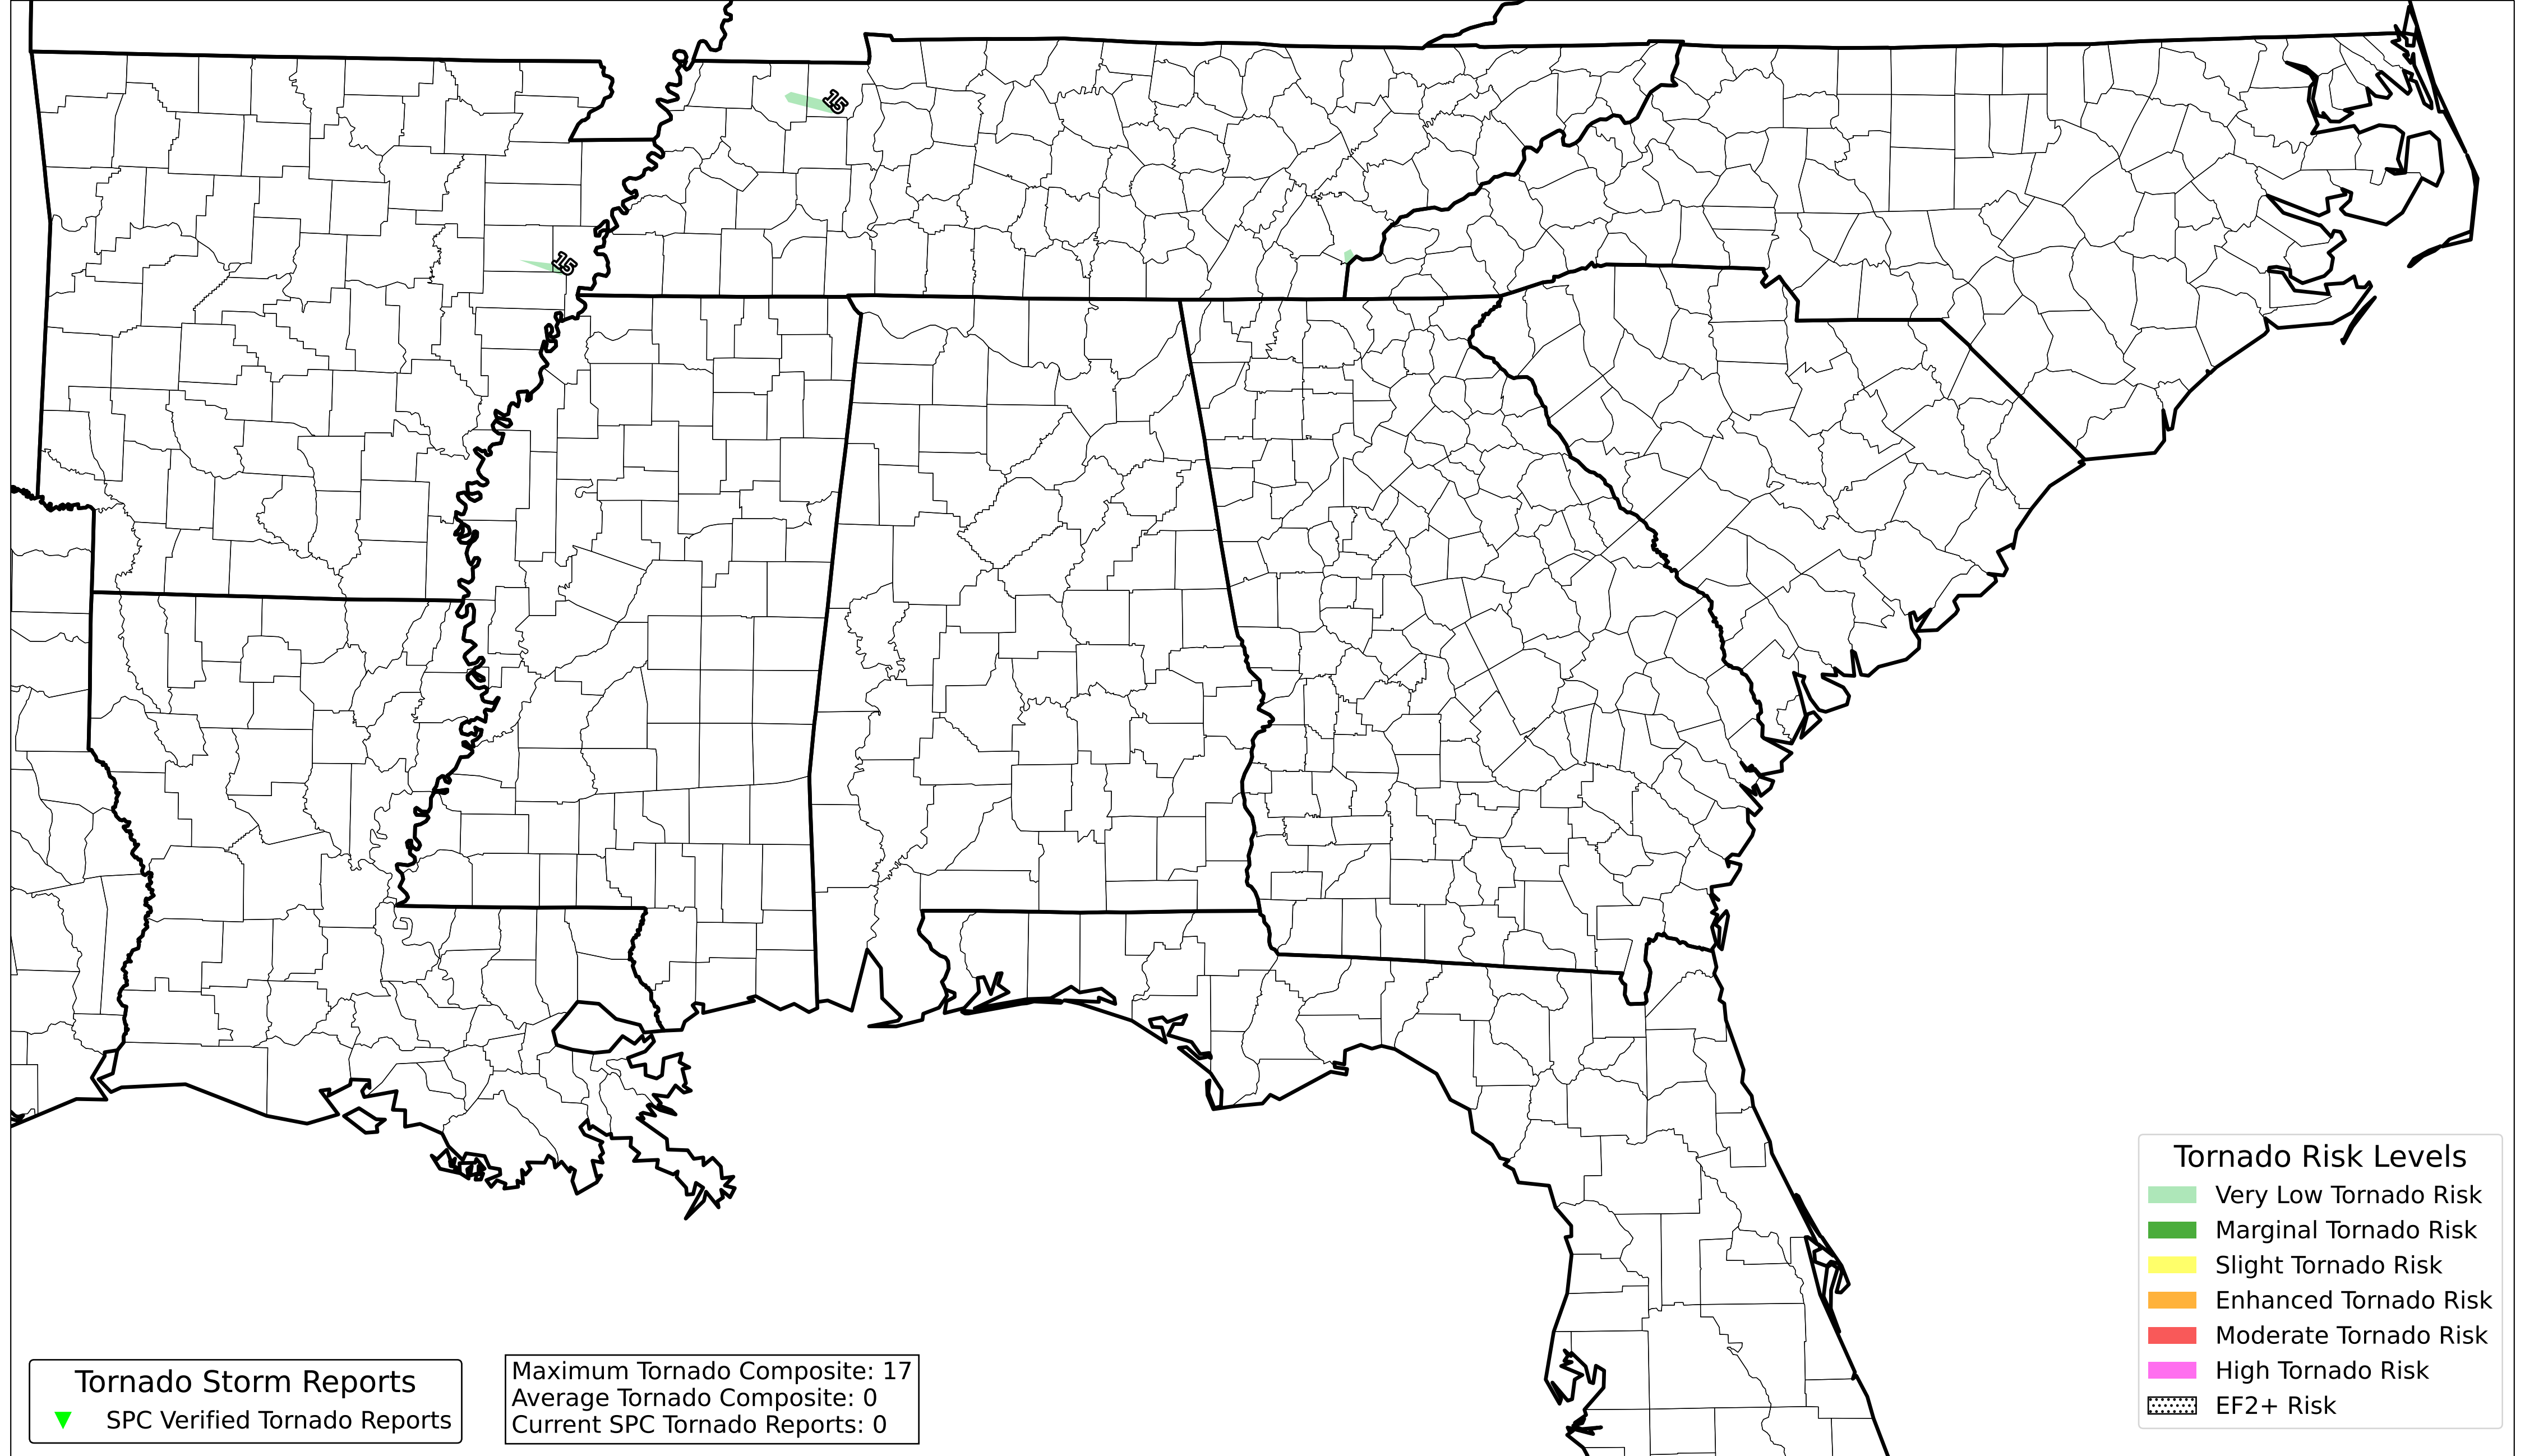 15
15
Tornado Risk Levels
Very Low Tornado Risk
Marginal Tornado Risk
Slight Tornado Risk
Enhanced Tornado Risk
Moderate Tornado Risk
High Tornado Risk
EF2+ Risk
Tornado Storm Reports
SPC Verified Tornado Reports
Maximum Tornado Composite: 17
Average Tornado Composite: 0
Current SPC Tornado Reports: 0